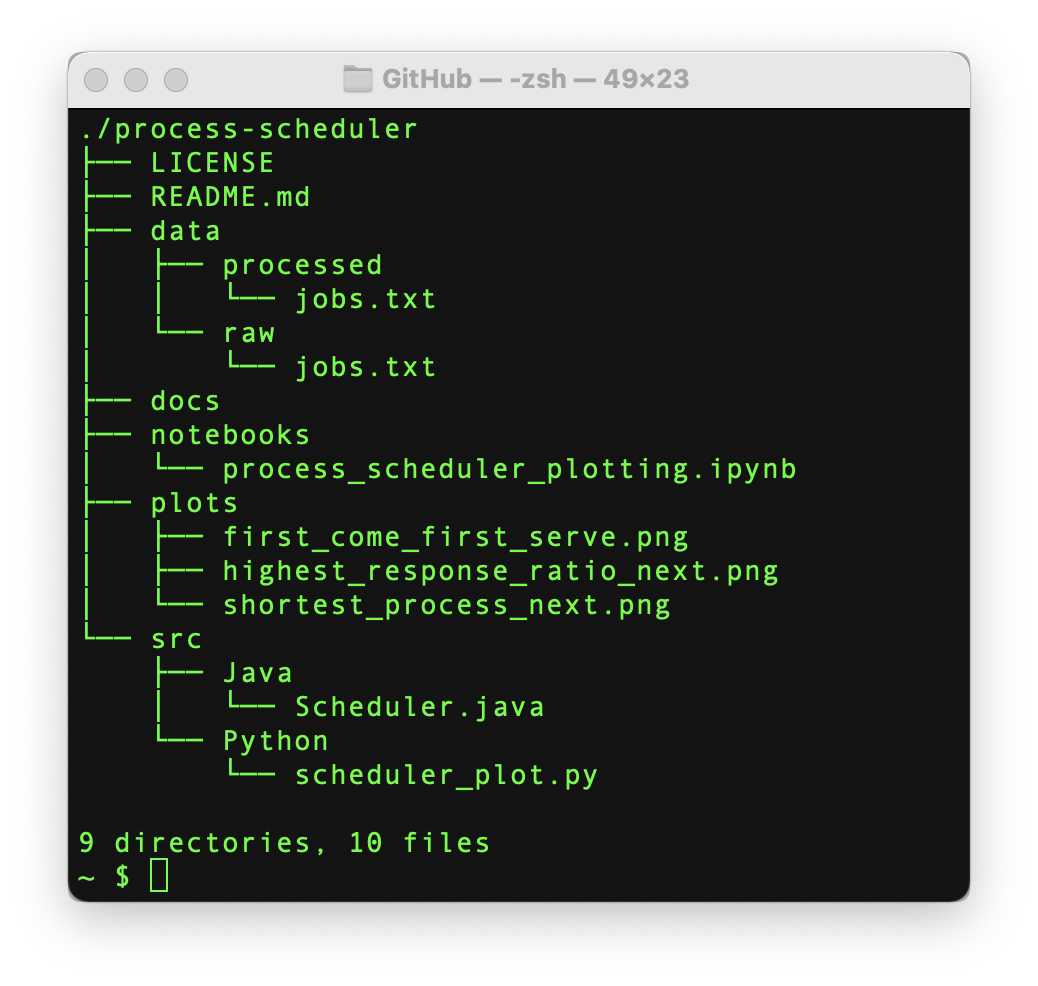 GitHub — -zsh — 49×23
./process-scheduler
├── LICENSE
├── README.md
├── data
│   ├── processed
│   │   └── jobs.txt
│   └── raw
│       └── jobs.txt
├── docs
├── notebooks
│   └── process_scheduler_plotting.ipynb
├── plots
│   ├── first_come_first_serve.png
│   ├── highest_response_ratio_next.png
│   └── shortest_process_next.png
└── src
    ├── Java
    │   └── Scheduler.java
    └── Python
        └── scheduler_plot.py

9 directories, 10 files
~ $